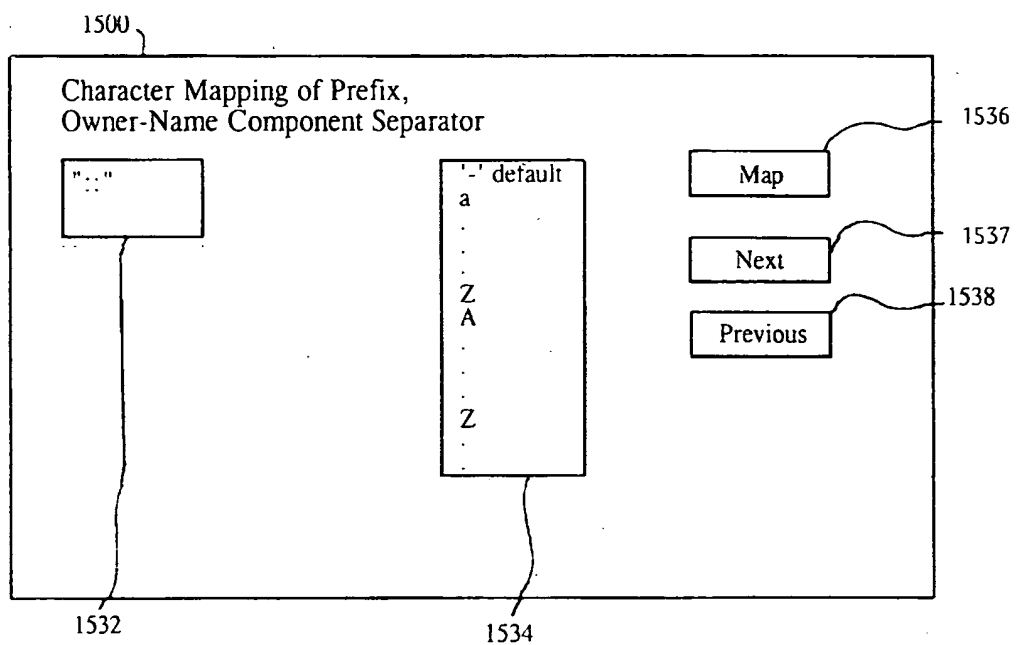 1500
Character Mapping of Prefix,
Owner-Name Component Separator
"::"
'-' default
a
.
.
.
Z
A
.
.
.
Z
.
.
Map
Next
Previous
1536
1537
1538
1532
1534